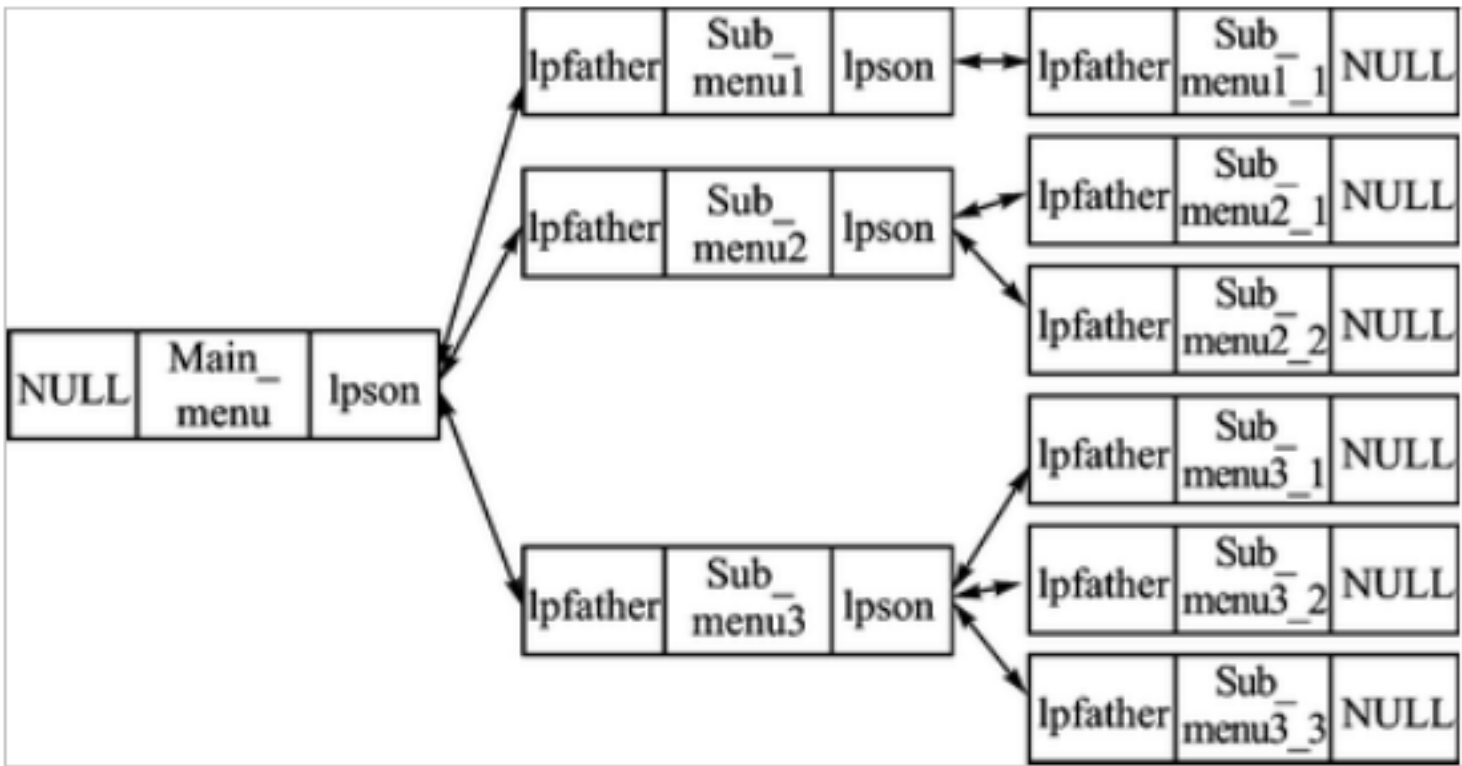 lpfather Sub_ menu1 lpson
lpfather Sub_ menu1_1 NULL
lpfather Sub_ menu2 lpson
lpfather Sub_ menu2_1 NULL
lpfather Sub_ menu2_2 NULL
NULL Main_ menu lpson
lpfather Sub_ menu3_1 NULL
lpfather Sub_ menu3 lpson
lpfather Sub_ menu3_2 NULL
lpfather Sub_ menu3_3 NULL